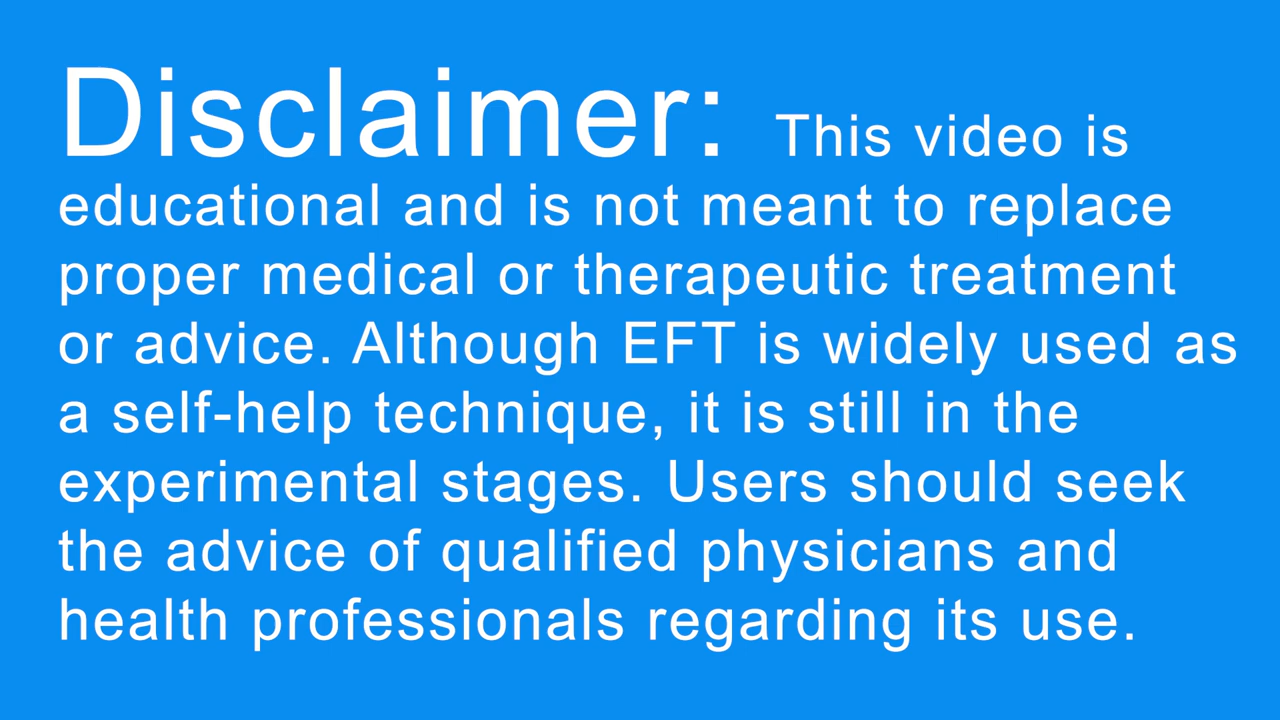 Disclaimer: This video is
educational and is not meant to replace
proper medical or therapeutic treatment
or advice. Although EFT is widely used as
a self-help technique, it is still in the
experimental stages. Users should seek
the advice of qualified physicians and
health professionals regarding its use.